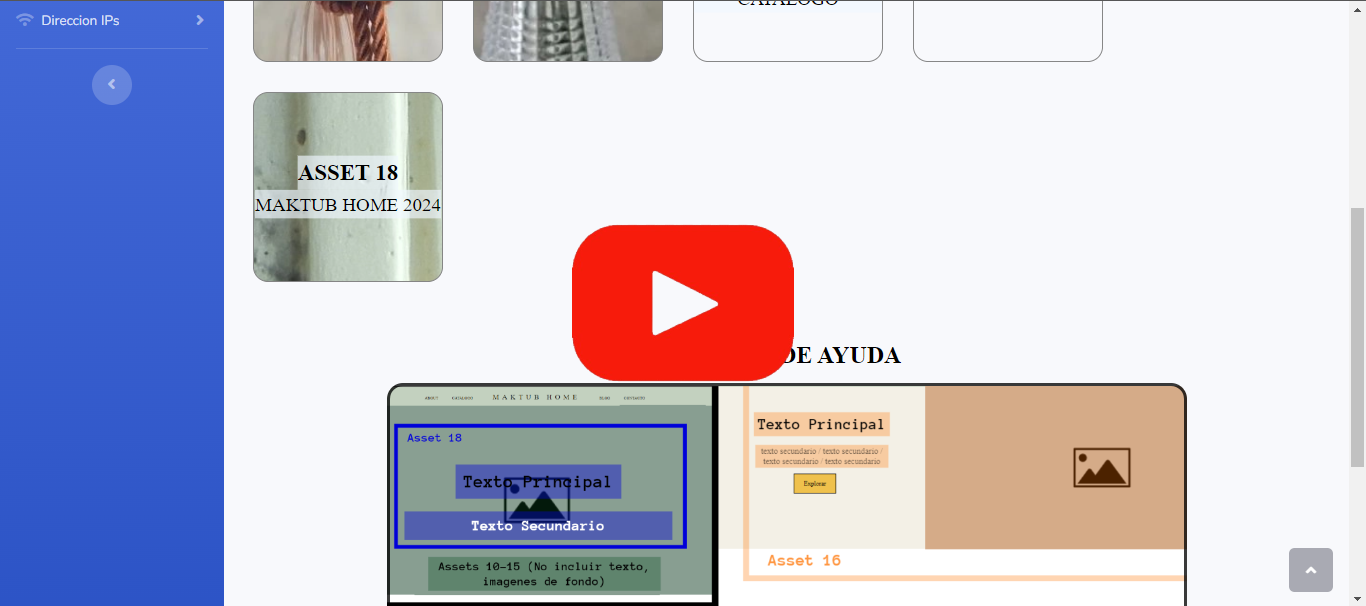 Direccion IPs
CATALOGO
ASSET 18
MAKTUB HOME 2024
DE AYUDA
ABOUT CATALOGO MAKTUB HOME BLOG CONTACTO
Asset 18
Texto Principal
Texto Secundario
Assets 10-15 (No incluir texto,
imagenes de fondo)
Texto Principal
texto secundario / texto secundario /
texto secundario / texto secundario
Explorar
Asset 16